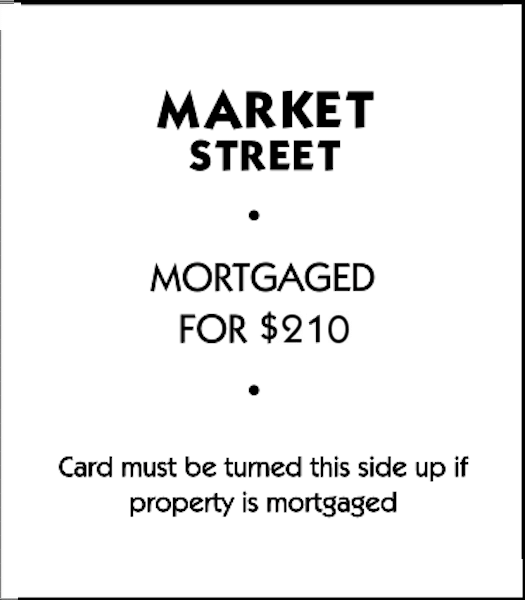 MARKET
STREET
•
MORTGAGED
FOR $210
•
Card must be turned this side up if
property is mortgaged